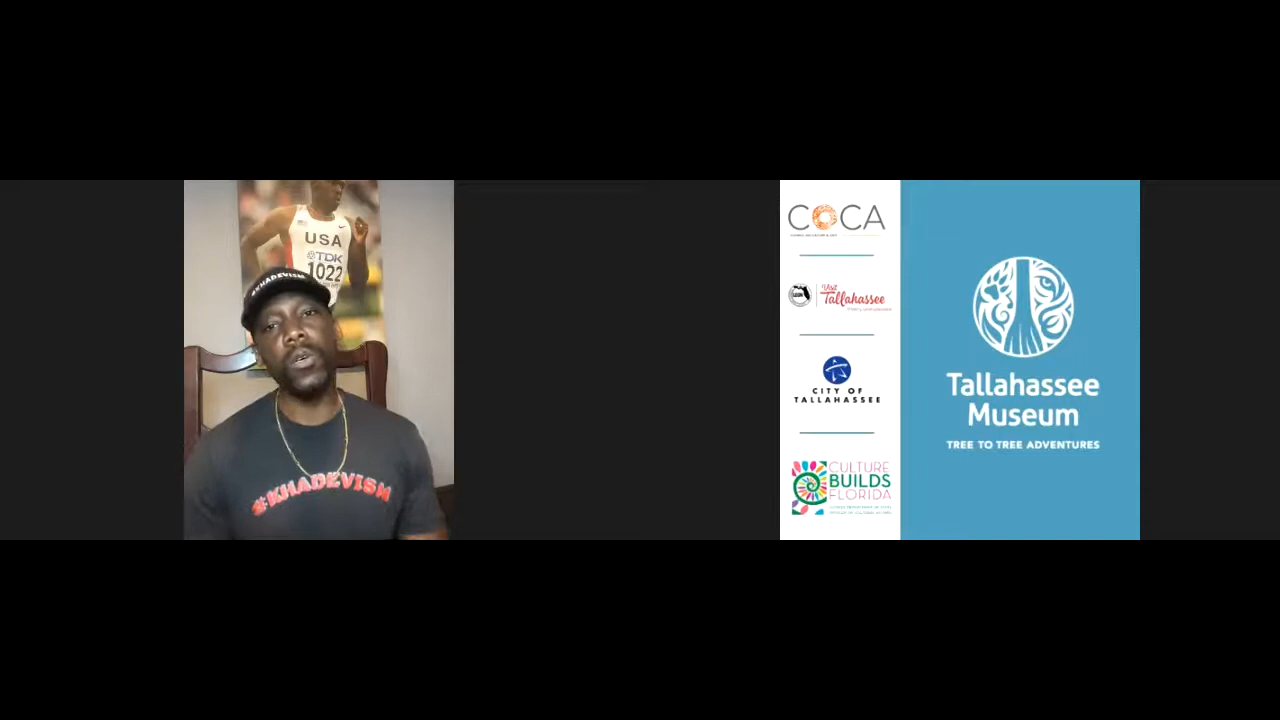 USA
TDK
1022
#KHADEVISM
#KHADEVISM
COCA
LEON
Visit
Tallahassee
CITY OF
TALLAHASSEE
CULTURE
BUILDS
FLORIDA
Tallahassee
Museum
TREE TO TREE ADVENTURES